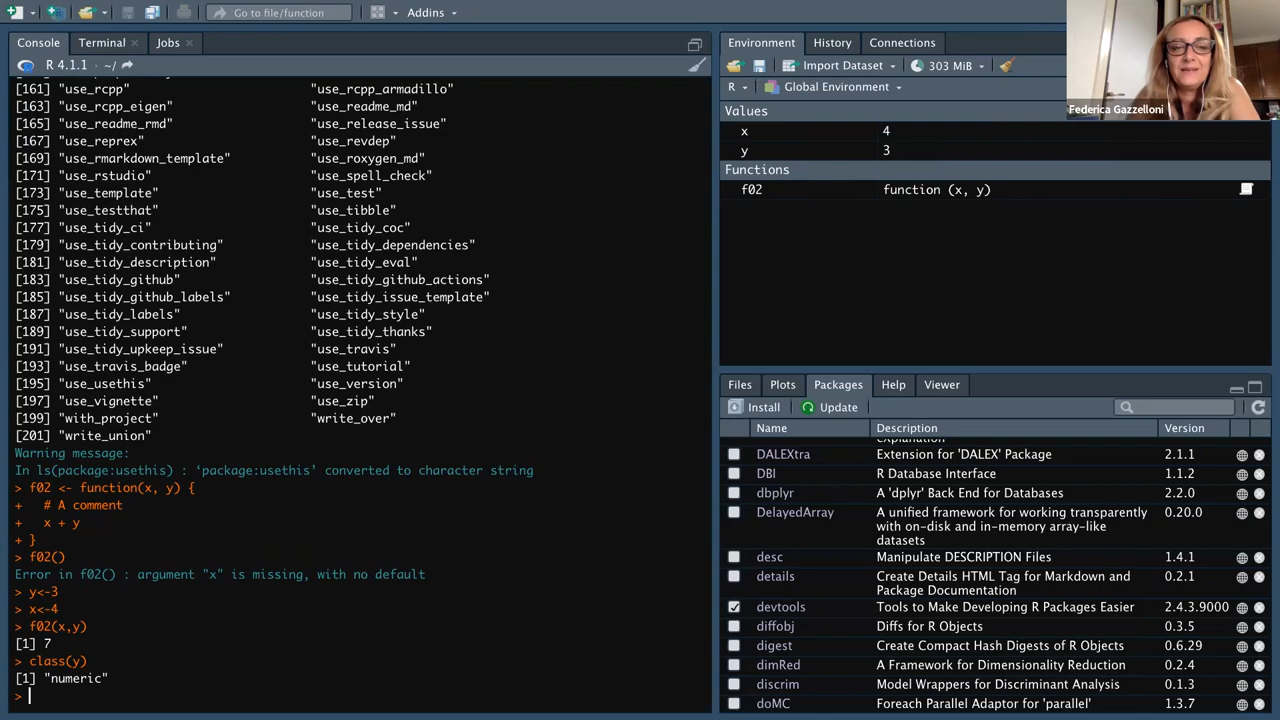 Go to file/function
Addins
Console
Terminal
Jobs
R 4.1.1 · ~/
[161] "use_rcpp" "use_rcpp_armadillo"
[163] "use_rcpp_eigen" "use_readme_md"
[165] "use_readme_rmd" "use_release_issue"
[167] "use_reprex" "use_revdep"
[169] "use_rmarkdown_template" "use_roxygen_md"
[171] "use_rstudio" "use_spell_check"
[173] "use_template" "use_test"
[175] "use_testthat" "use_tibble"
[177] "use_tidy_ci" "use_tidy_coc"
[179] "use_tidy_contributing" "use_tidy_dependencies"
[181] "use_tidy_description" "use_tidy_eval"
[183] "use_tidy_github" "use_tidy_github_actions"
[185] "use_tidy_github_labels" "use_tidy_issue_template"
[187] "use_tidy_labels" "use_tidy_style"
[189] "use_tidy_support" "use_tidy_thanks"
[191] "use_tidy_upkeep_issue" "use_travis"
[193] "use_travis_badge" "use_tutorial"
[195] "use_usethis" "use_version"
[197] "use_vignette" "use_zip"
[199] "with_project" "write_over"
[201] "write_union"
Warning message:
In ls(package:usethis) : ‘package:usethis’ converted to character string
> f02 <- function(x, y) {
+ # A comment
+ x + y
+ }
> f02()
Error in f02() : argument "x" is missing, with no default
> y<-3
> x<-4
> f02(x,y)
[1] 7
> class(y)
[1] "numeric"
>
Environment
History
Connections
Import Dataset
303 MiB
R
Global Environment
Values
x 4
y 3
Functions
f02 function (x, y)
Federica Gazzelloni
Files
Plots
Packages
Help
Viewer
Install
Update
Name Description Version
Explanation
DALEXtra Extension for 'DALEX' Package 2.1.1
DBI R Database Interface 1.1.2
dbplyr A 'dplyr' Back End for Databases 2.2.0
DelayedArray A unified framework for working transparently 0.20.0
with on-disk and in-memory array-like
datasets
desc Manipulate DESCRIPTION Files 1.4.1
details Create Details HTML Tag for Markdown and 0.2.1
Package Documentation
devtools Tools to Make Developing R Packages Easier 2.4.3.9000
diffobj Diffs for R Objects 0.3.5
digest Create Compact Hash Digests of R Objects 0.6.29
dimRed A Framework for Dimensionality Reduction 0.2.4
discrim Model Wrappers for Discriminant Analysis 0.1.3
doMC Foreach Parallel Adaptor for 'parallel' 1.3.7